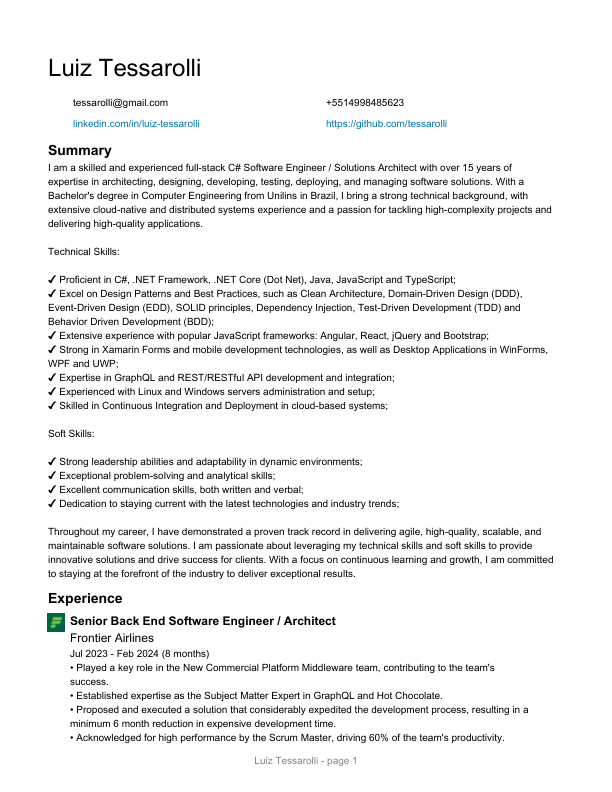 Luiz Tessarolli
tessarolli@gmail.com
+5514998485623
linkedin.com/in/luiz-tessarolli
https://github.com/tessarolli
Summary
I am a skilled and experienced full-stack C# Software Engineer / Solutions Architect with over 15 years of
expertise in architecting, designing, developing, testing, deploying, and managing software solutions. With a
Bachelor's degree in Computer Engineering from Unilins in Brazil, I bring a strong technical background, with
extensive cloud-native and distributed systems experience and a passion for tackling high-complexity projects and
delivering high-quality applications.
Technical Skills:
✔ Proficient in C#, .NET Framework, .NET Core (Dot Net), Java, JavaScript and TypeScript;
✔ Excel on Design Patterns and Best Practices, such as Clean Architecture, Domain-Driven Design (DDD),
Event-Driven Design (EDD), SOLID principles, Dependency Injection, Test-Driven Development (TDD) and
Behavior Driven Development (BDD);
✔ Extensive experience with popular JavaScript frameworks: Angular, React, jQuery and Bootstrap;
✔ Strong in Xamarin Forms and mobile development technologies, as well as Desktop Applications in WinForms,
WPF and UWP;
✔ Expertise in GraphQL and REST/RESTful API development and integration;
✔ Experienced with Linux and Windows servers administration and setup;
✔ Skilled in Continuous Integration and Deployment in cloud-based systems;
Soft Skills:
✔ Strong leadership abilities and adaptability in dynamic environments;
✔ Exceptional problem-solving and analytical skills;
✔ Excellent communication skills, both written and verbal;
✔ Dedication to staying current with the latest technologies and industry trends;
Throughout my career, I have demonstrated a proven track record in delivering agile, high-quality, scalable, and
maintainable software solutions. I am passionate about leveraging my technical skills and soft skills to provide
innovative solutions and drive success for clients. With a focus on continuous learning and growth, I am committed
to staying at the forefront of the industry to deliver exceptional results.
Experience
Senior Back End Software Engineer / Architect
Frontier Airlines
Jul 2023 - Feb 2024 (8 months)
• Played a key role in the New Commercial Platform Middleware team, contributing to the team's
success.
• Established expertise as the Subject Matter Expert in GraphQL and Hot Chocolate.
• Proposed and executed a solution that considerably expedited the development process, resulting in a
minimum 6 month reduction in expensive development time.
• Acknowledged for high performance by the Scrum Master, driving 60% of the team's productivity.
Luiz Tessarolli - page 1